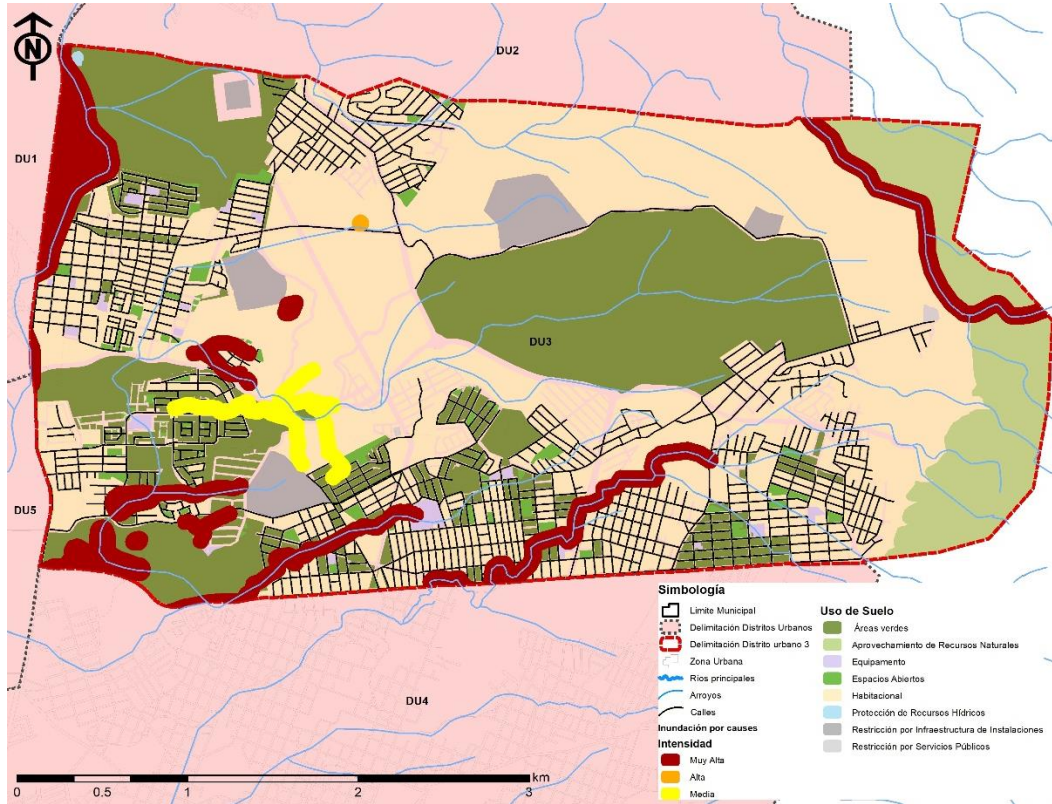 N
DU2
DU1
DU3
DU5
DU4
Simbología
Limite Municipal
Delimitación Distritos Urbanos
Delimitación Distrito urbano 3
Zona Urbana
Rios principales
Arroyos
Calles
Inundación por causes
Intensidad
Muy Alta
Alta
Media
Uso de Suelo
Áreas verdes
Aprovechamiento de Recursos Naturales
Equipamento
Espacios Abiertos
Habitacional
Protección de Recursos Hídricos
Restricción por Infraestructura de Instalaciones
Restricción por Servicios Públicos
km
0 0.5 1 2 3